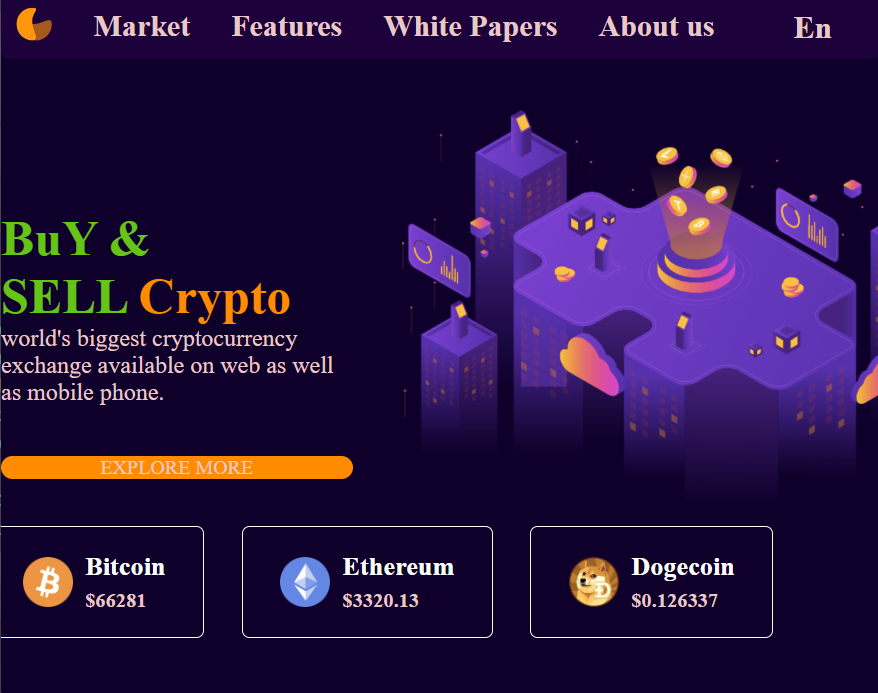 Market Features White Papers About us En
BuY &
SELL Crypto
world's biggest cryptocurrency
exchange available on web as well
as mobile phone.
EXPLORE MORE
Bitcoin
$66281
Ethereum
$3320.13
Dogecoin
$0.126337